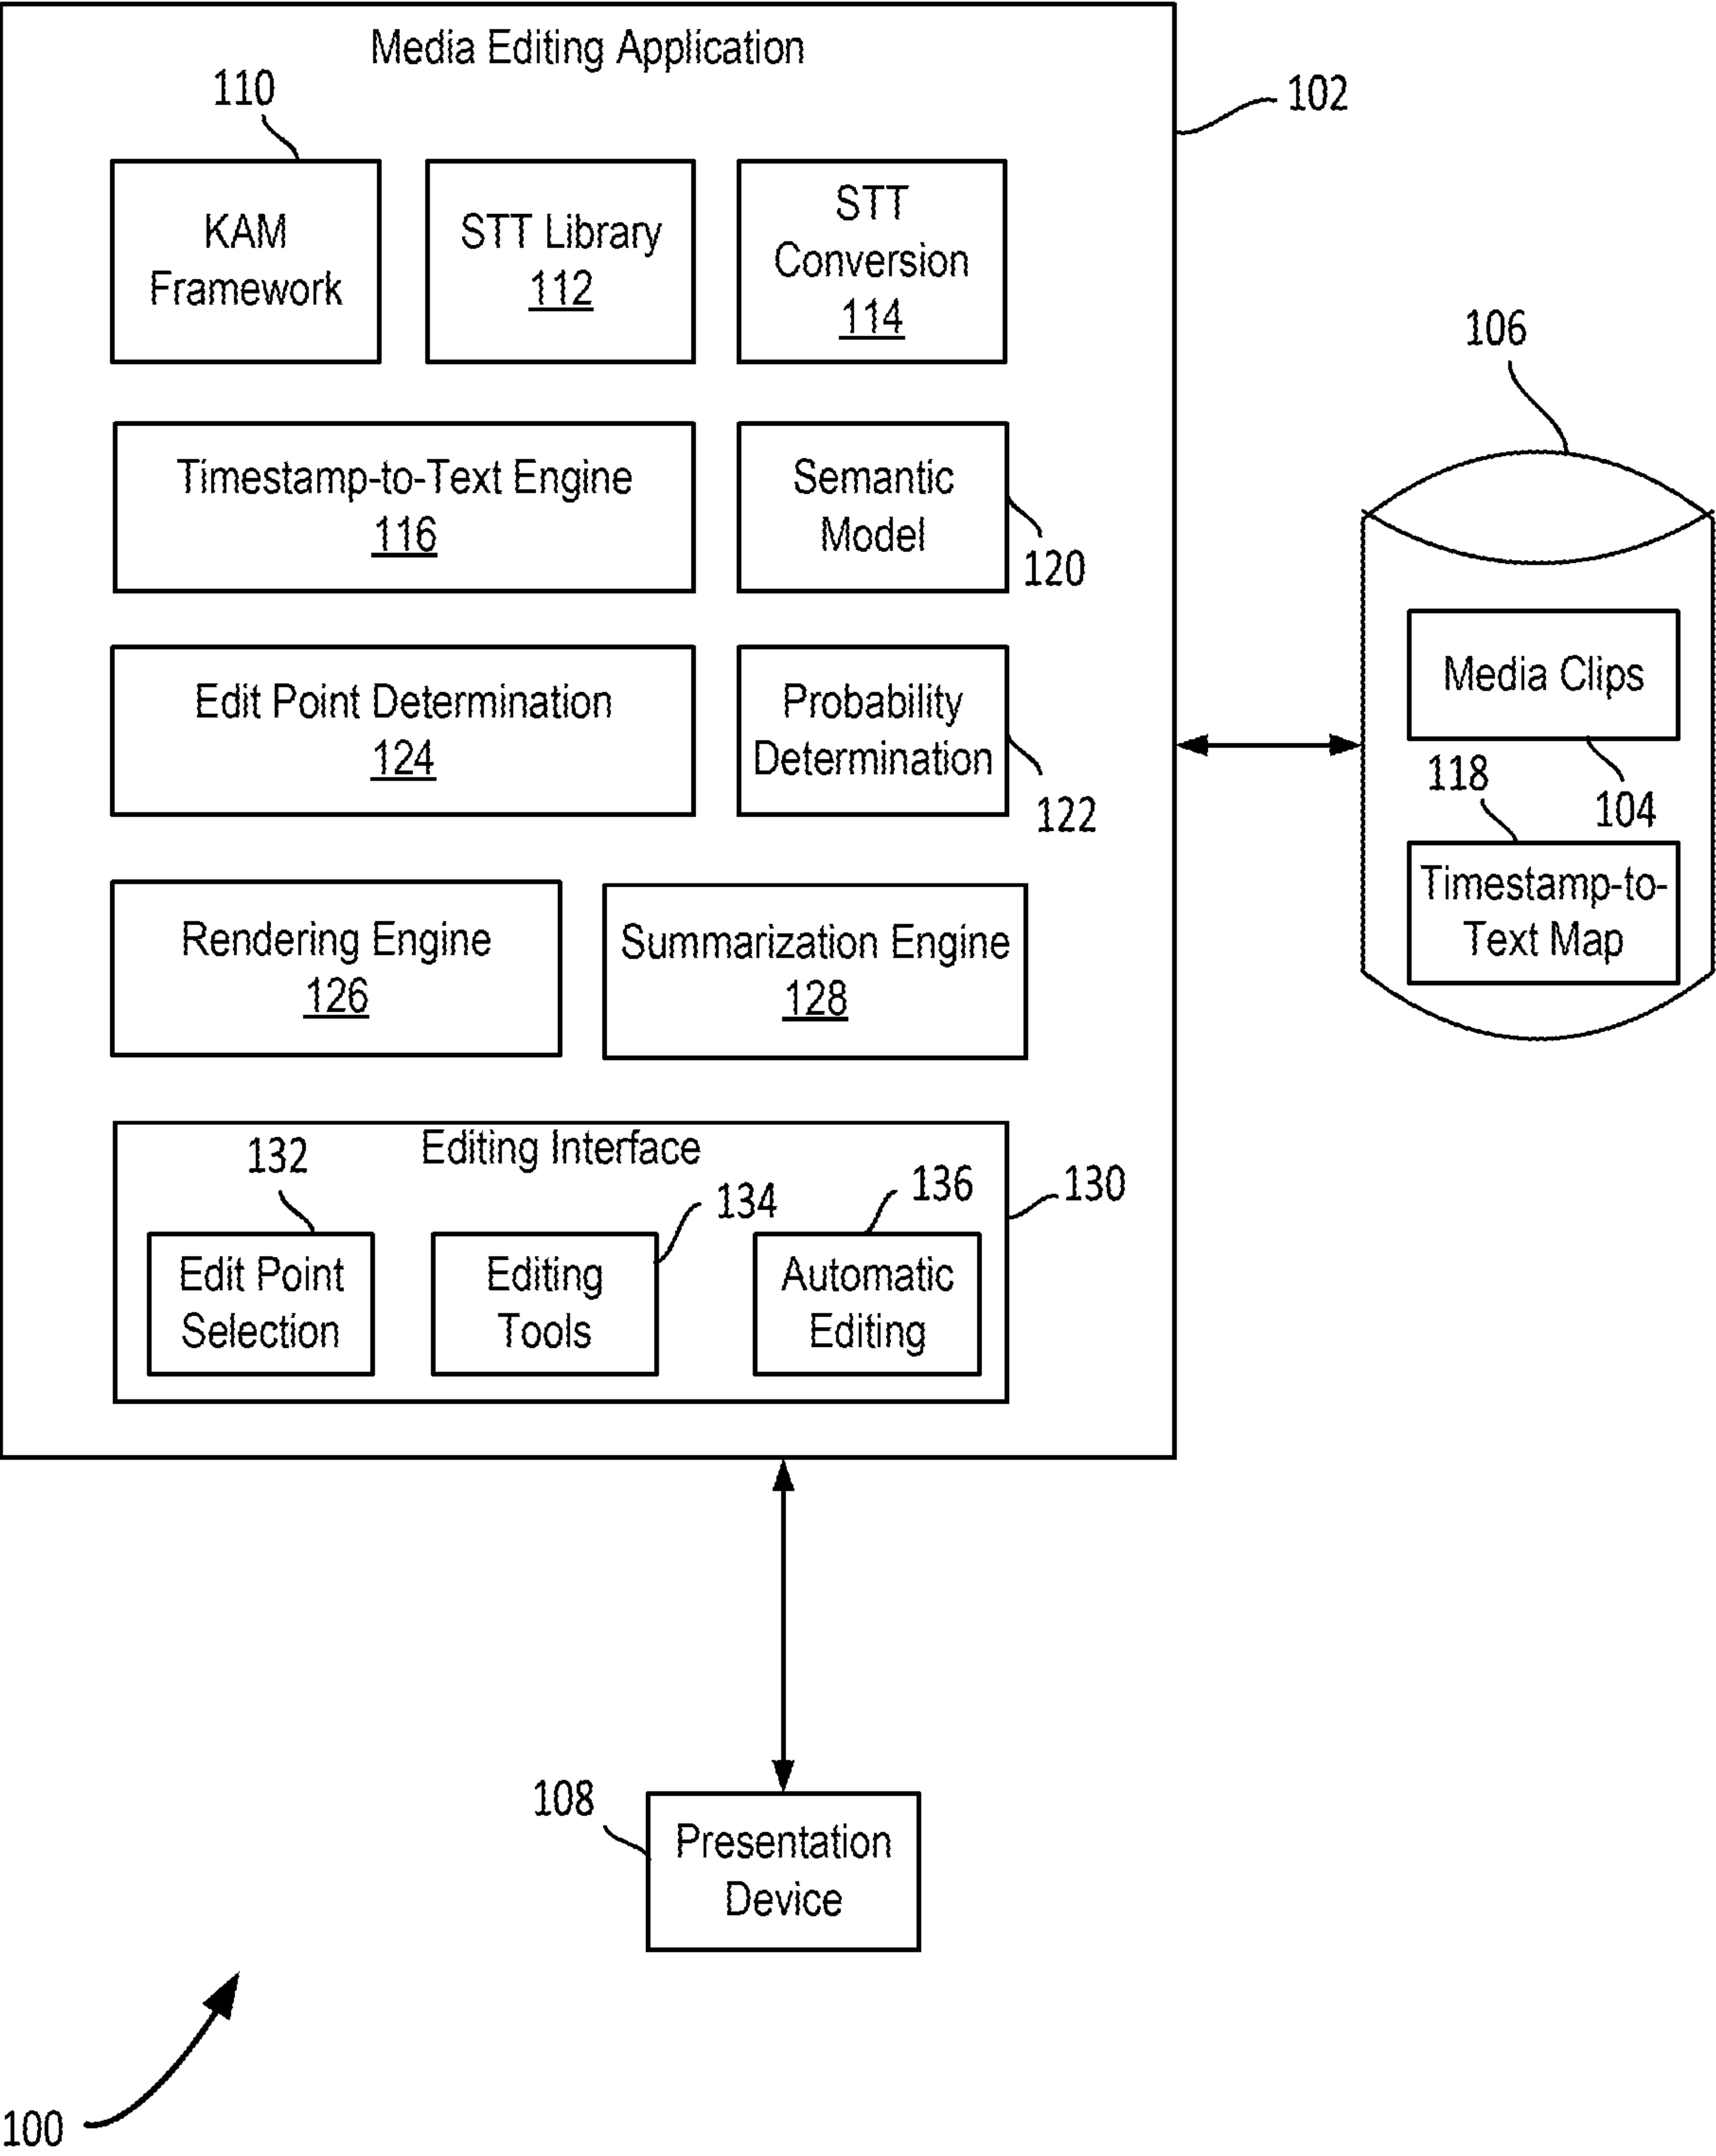 Media Editing Application
110
102
KAM
Framework
STT Library
112
STT
Conversion
114
106
Timestamp-to-Text Engine
116
Semantic
Model
120
Edit Point Determination
124
Probability
Determination
122
Media Clips
118
104
Timestamp-to-
Text Map
Rendering Engine
126
Summarization Engine
128
Editing Interface
132
134
136
130
Edit Point
Selection
Editing
Tools
Automatic
Editing
108
Presentation
Device
100